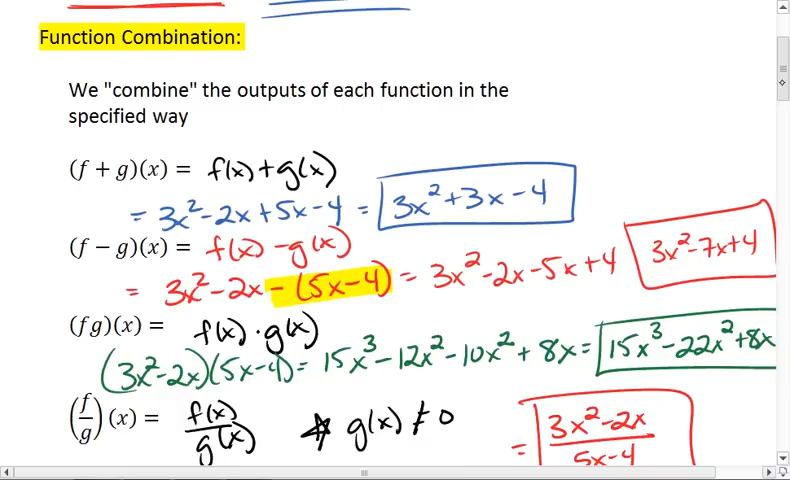 Function Combination:
We "combine" the outputs of each function in the
specified way
(f + g)(x) = f(x)+g(x)
= 3x²-2x+5x-4 = 3x²+3x-4
(f − g)(x) = f(x)-g(x)
= 3x²-2x-(5x-4) = 3x²-2x-5x+4 3x²-7x+4
(fg)(x) = f(x)·g(x)
(3x²-2x)(5x-4) = 15x³-12x²-10x²+8x = 15x³-22x²+8x
(f/g)(x) = f(x)/g(x) * g(x)≠0 = 3x²-2x/5x-4